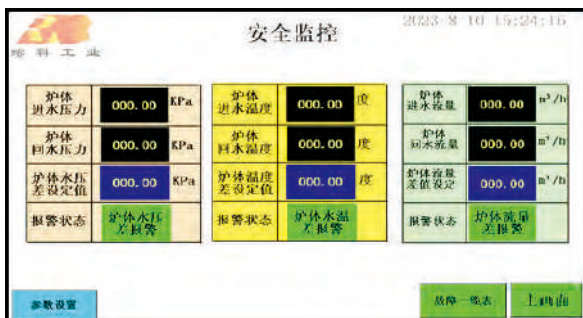 安全监控
2023-8-10 15:24:16
科工业
炉体
进水压力
000.00
KPa
炉体
进水温度
000.00
度
炉体
进水流量
000.00
m³/h
炉体
回水压力
000.00
KPa
炉体
回水温度
000.00
度
炉体
回水流量
000.00
m³/h
炉体水压
差设定值
000.00
KPa
炉体温度
差设定值
000.00
度
炉体流量
差值设定
000.00
m³/h
报警状态
炉体水压
差报警
报警状态
炉体水温
差报警
报警状态
炉体流量
差报警
参数设置
故障一览表
上画面